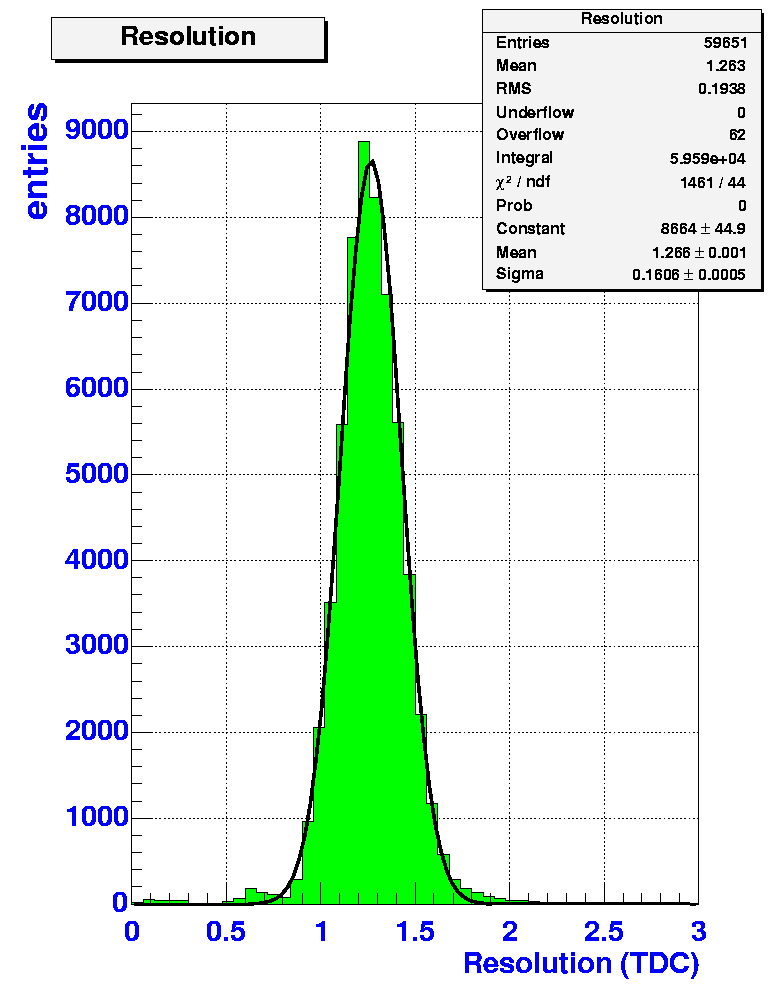 Resolution
Resolution
Entries 59651
Mean 1.263
RMS 0.1938
Underflow 0
Overflow 62
Integral 5.959e+04
χ² / ndf 1461 / 44
Prob 0
Constant 8664 ± 44.9
Mean 1.266 ± 0.001
Sigma 0.1606 ± 0.0005
entries
9000
8000
7000
6000
5000
4000
3000
2000
1000
0
0 0.5 1 1.5 2 2.5 3
Resolution (TDC)